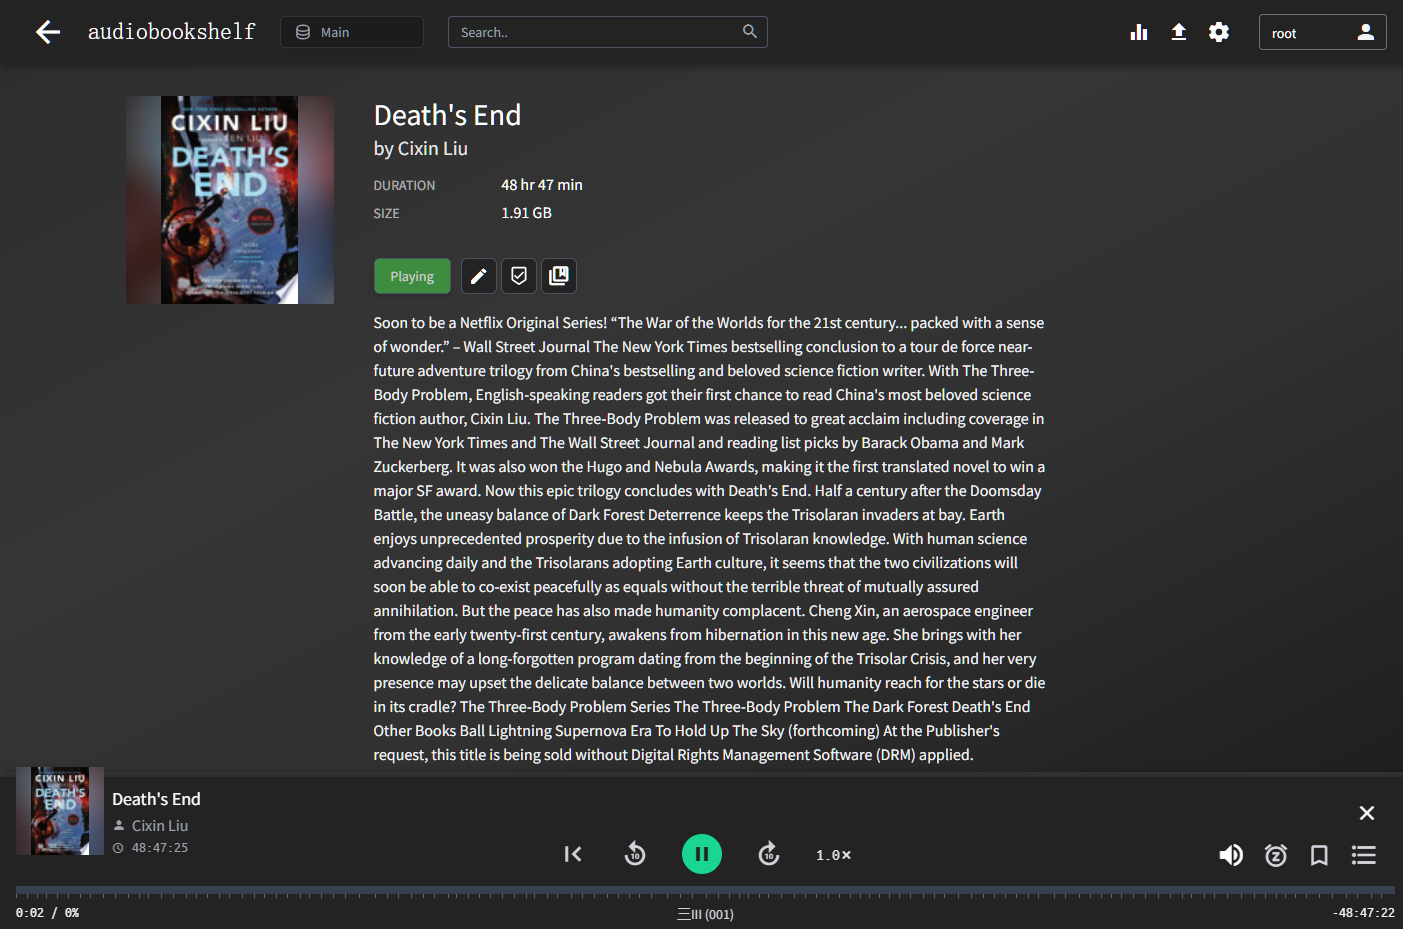 audiobookshelf
Main
Search..
root
CIXIN LIU
DEATH'S
END
Death's End
by Cixin Liu
DURATION 48 hr 47 min
SIZE 1.91 GB
Playing
Soon to be a Netflix Original Series! “The War of the Worlds for the 21st century... packed with a sense
of wonder.” – Wall Street Journal The New York Times bestselling conclusion to a tour de force near-
future adventure trilogy from China's bestselling and beloved science fiction writer. With The Three-
Body Problem, English-speaking readers got their first chance to read China's most beloved science
fiction author, Cixin Liu. The Three-Body Problem was released to great acclaim including coverage in
The New York Times and The Wall Street Journal and reading list picks by Barack Obama and Mark
Zuckerberg. It was also won the Hugo and Nebula Awards, making it the first translated novel to win a
major SF award. Now this epic trilogy concludes with Death's End. Half a century after the Doomsday
Battle, the uneasy balance of Dark Forest Deterrence keeps the Trisolaran invaders at bay. Earth
enjoys unprecedented prosperity due to the infusion of Trisolaran knowledge. With human science
advancing daily and the Trisolarans adopting Earth culture, it seems that the two civilizations will
soon be able to co-exist peacefully as equals without the terrible threat of mutually assured
annihilation. But the peace has also made humanity complacent. Cheng Xin, an aerospace engineer
from the early twenty-first century, awakens from hibernation in this new age. She brings with her
knowledge of a long-forgotten program dating from the beginning of the Trisolar Crisis, and her very
presence may upset the delicate balance between two worlds. Will humanity reach for the stars or die
in its cradle? The Three-Body Problem Series The Three-Body Problem The Dark Forest Death's End
Other Books Ball Lightning Supernova Era To Hold Up The Sky (forthcoming) At the Publisher's
request, this title is being sold without Digital Rights Management Software (DRM) applied.
CIXIN LIU
DEATH'S
END
Death's End
Cixin Liu
48:47:25
10
10
1.0×
0:02 / 0%
三III (001)
-48:47:22